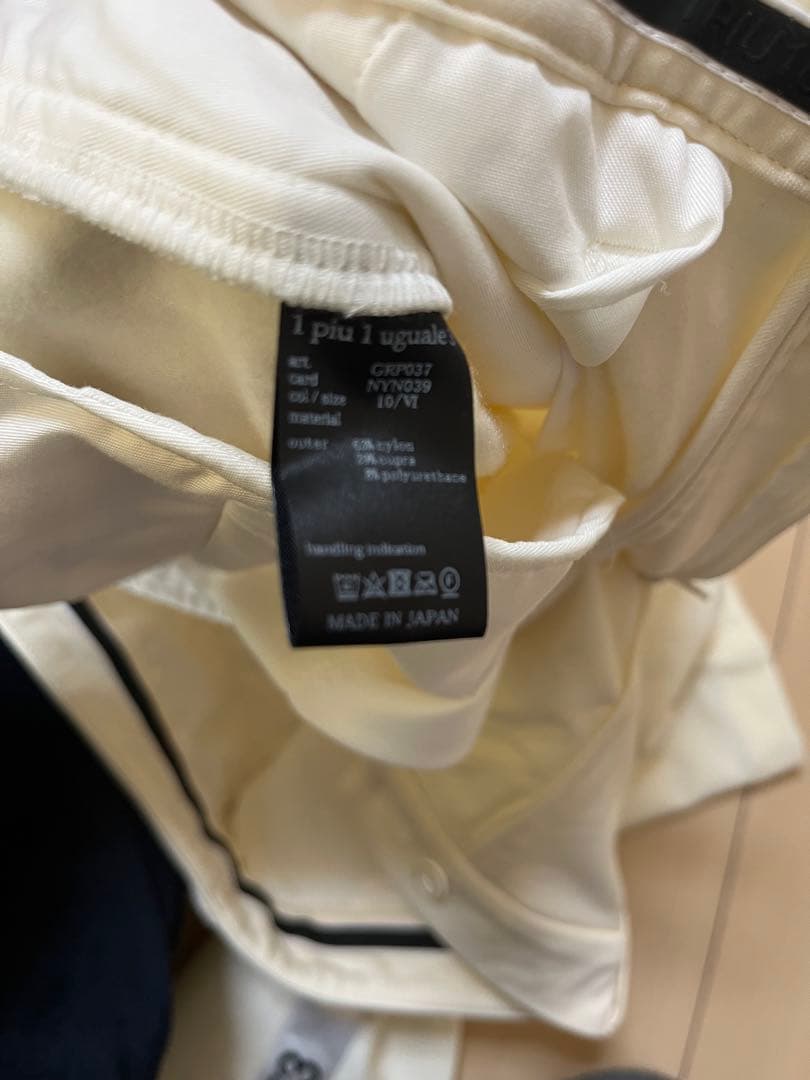 1 piu 1 uguale
art. GRP037
card NYN039
col / size 10/VI
material
outer nylon
cupra
polyurethane
handling indication
MADE IN JAPAN